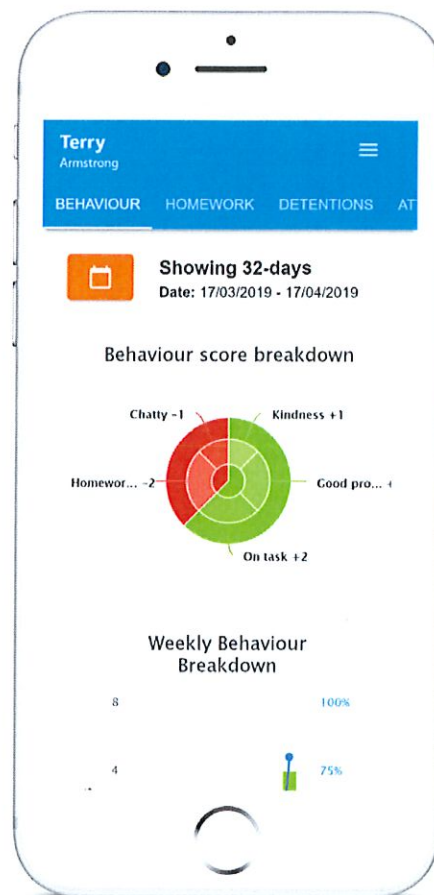 Terry
Armstrong
BEHAVIOUR HOMEWORK DETENTIONS AT
Showing 32-days
Date: 17/03/2019 - 17/04/2019
Behaviour score breakdown
Chatty -1 Kindness +1
Homewor... -2 Good pro... +
On task +2
Weekly Behaviour
Breakdown
8 100%
4 75%